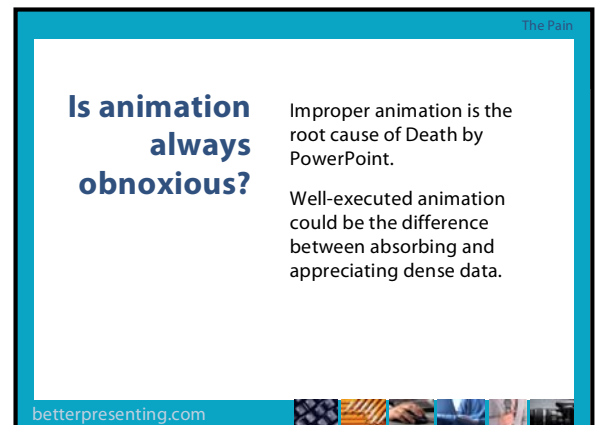 The Pain
Is animation
always
obnoxious?
Improper animation is the
root cause of Death by
PowerPoint.
Well-executed animation
could be the difference
between absorbing and
appreciating dense data.
betterpresenting.com